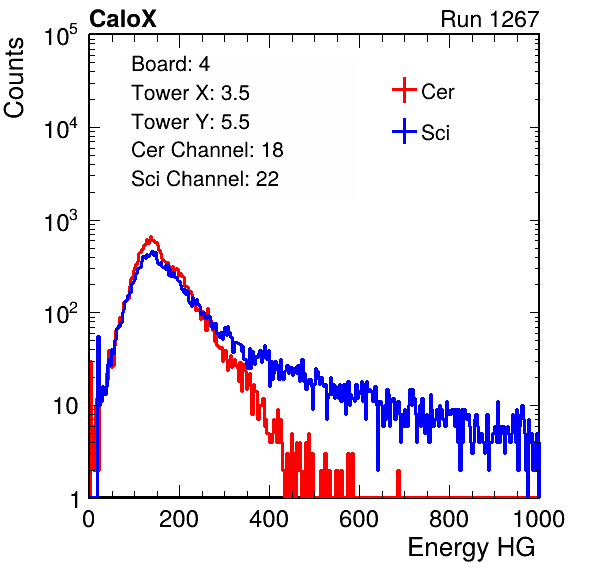 CaloX Run 1267
Counts
Board: 4
Tower X: 3.5
Tower Y: 5.5
Cer Channel: 18
Sci Channel: 22
Cer
Sci
10^5
10^4
10^3
10^2
10
1
0 200 400 600 800 1000
Energy HG